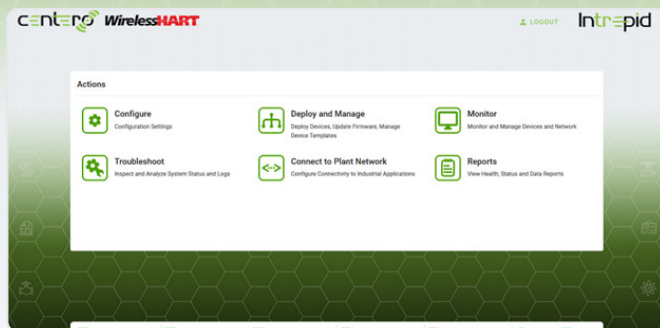 centero WirelessHART
LOGOUT
Intrepid
Actions
Configure
Configuration Settings
Deploy and Manage
Deploy Devices, Update Firmware, Manage
Device Templates
Monitor
Monitor and Manage Devices and Network
Troubleshoot
Inspect and Analyze System Status and Logs
Connect to Plant Network
Configure Connectivity to Industrial Applications
Reports
View Health, Status and Data Reports